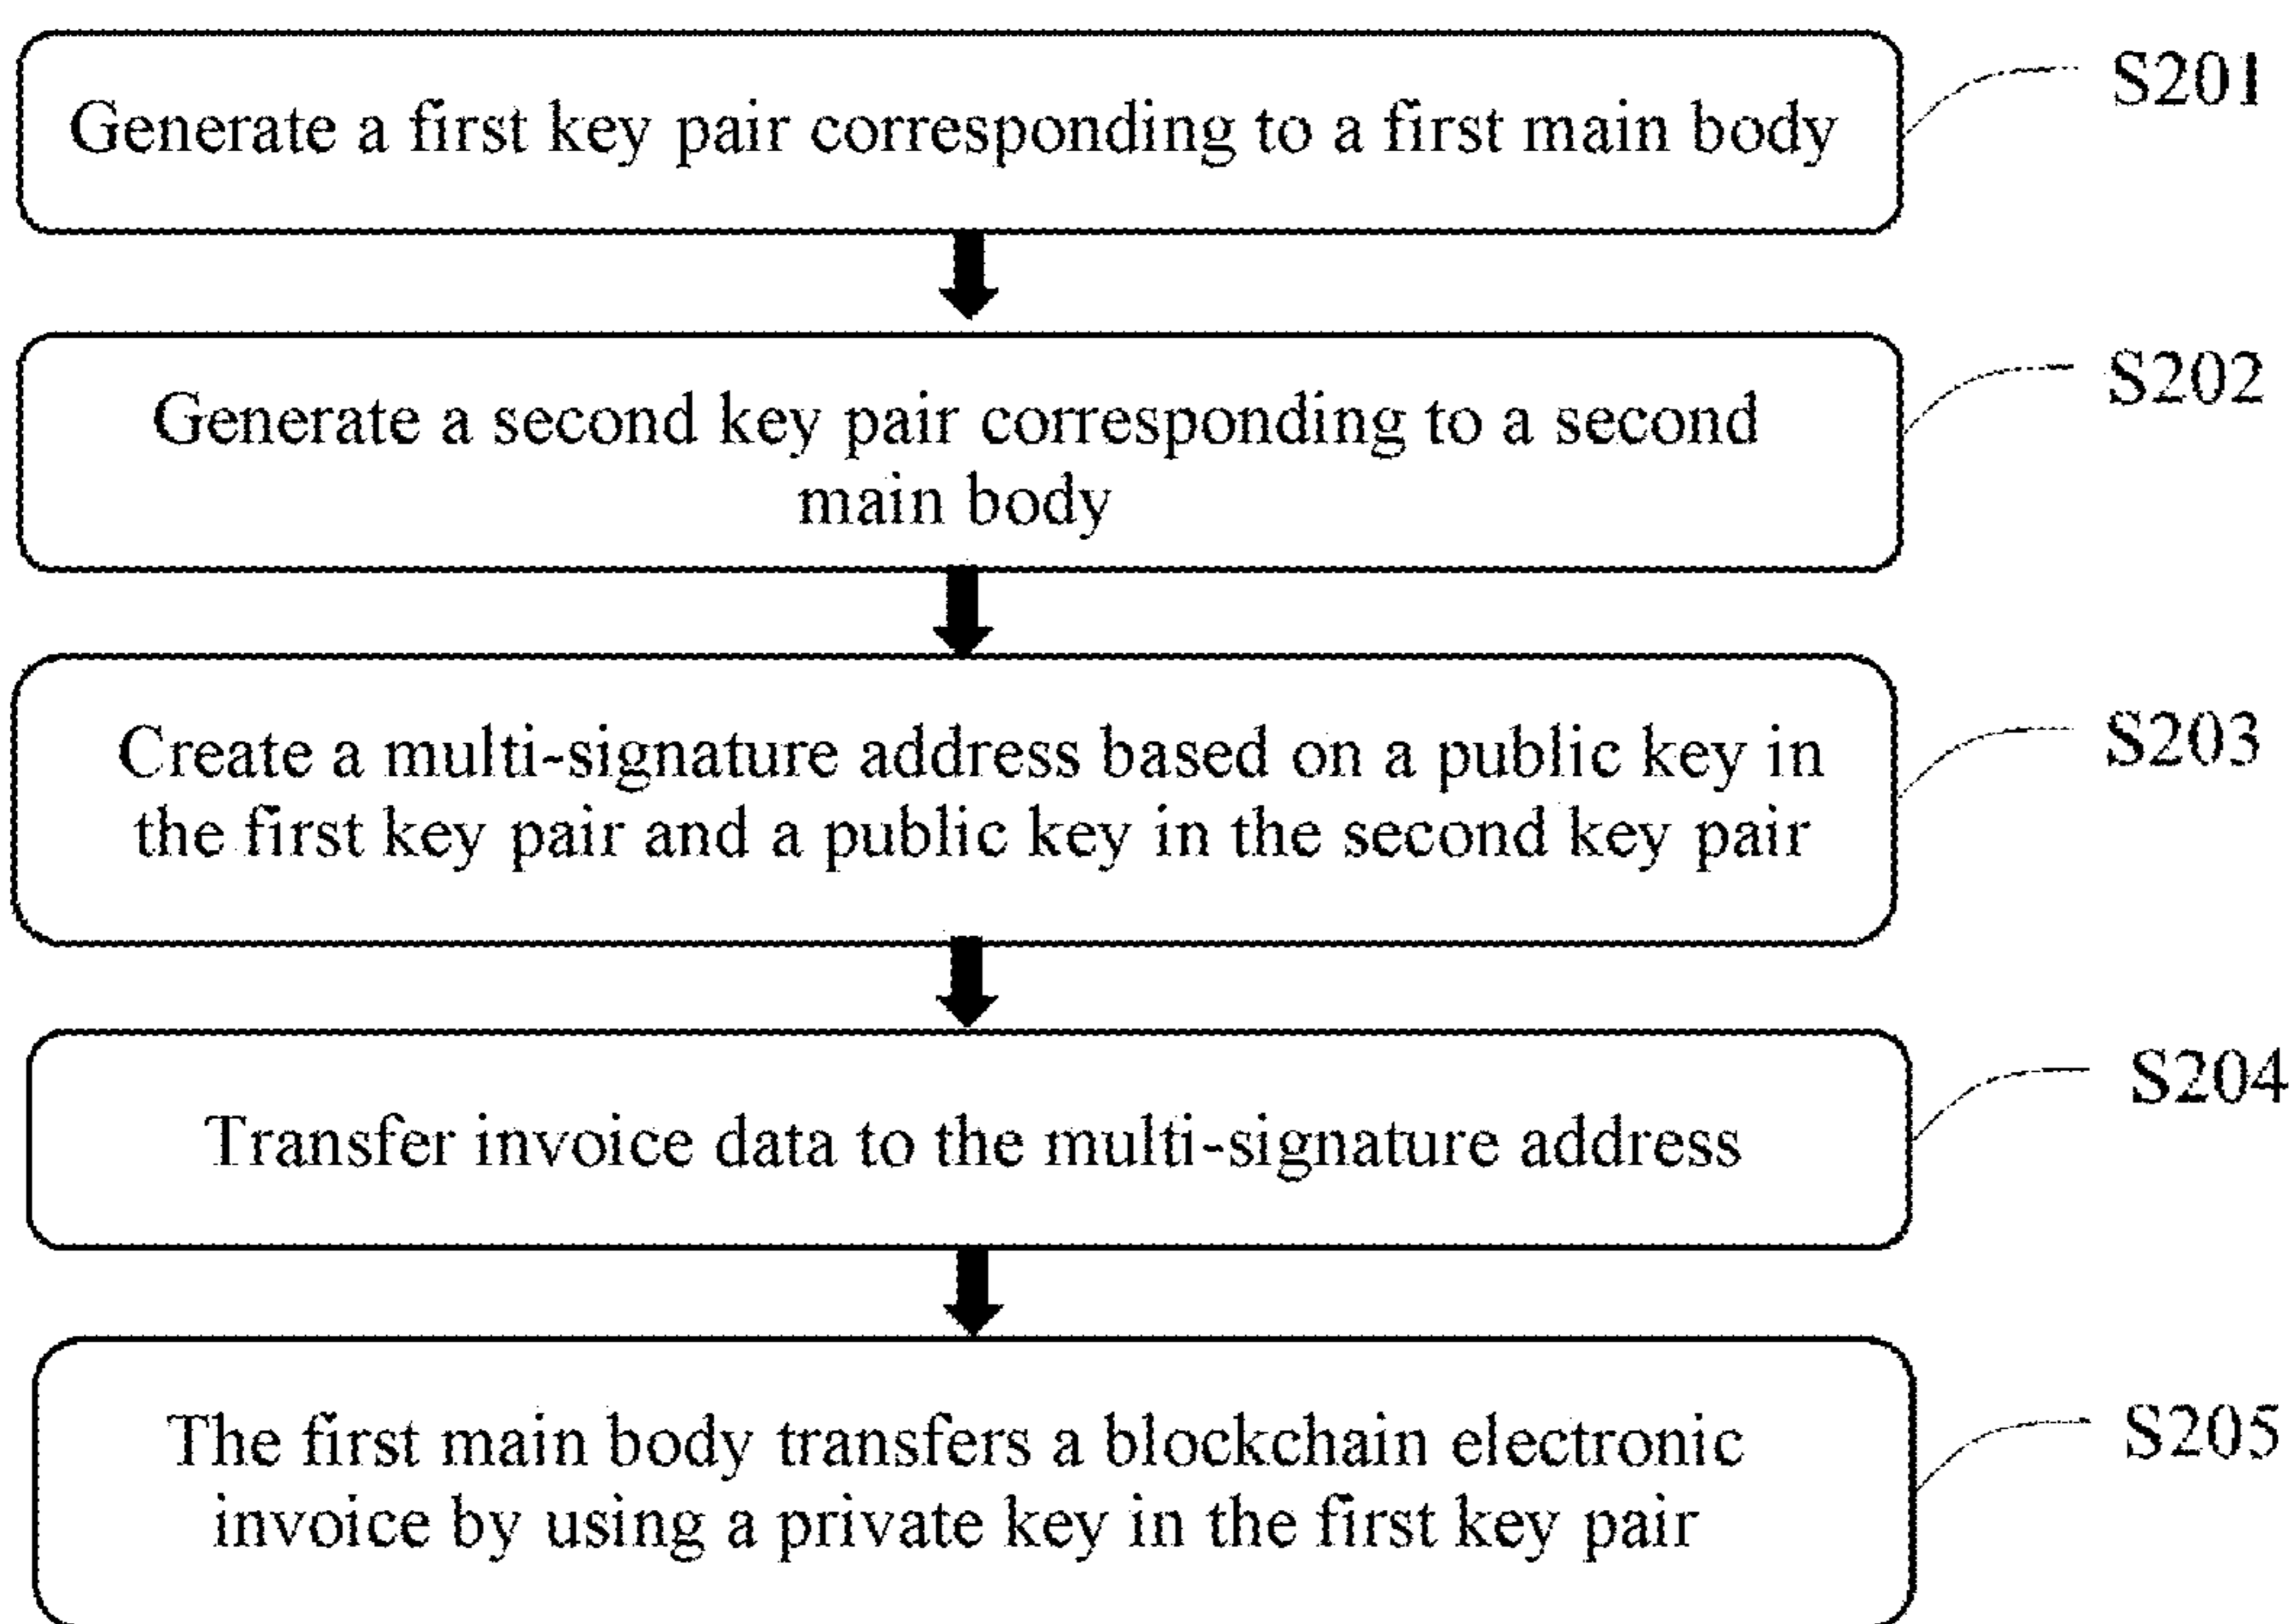 Generate a first key pair corresponding to a first main body
S201
Generate a second key pair corresponding to a second
main body
S202
Create a multi-signature address based on a public key in
the first key pair and a public key in the second key pair
S203
Transfer invoice data to the multi-signature address
S204
The first main body transfers a blockchain electronic
invoice by using a private key in the first key pair
S205